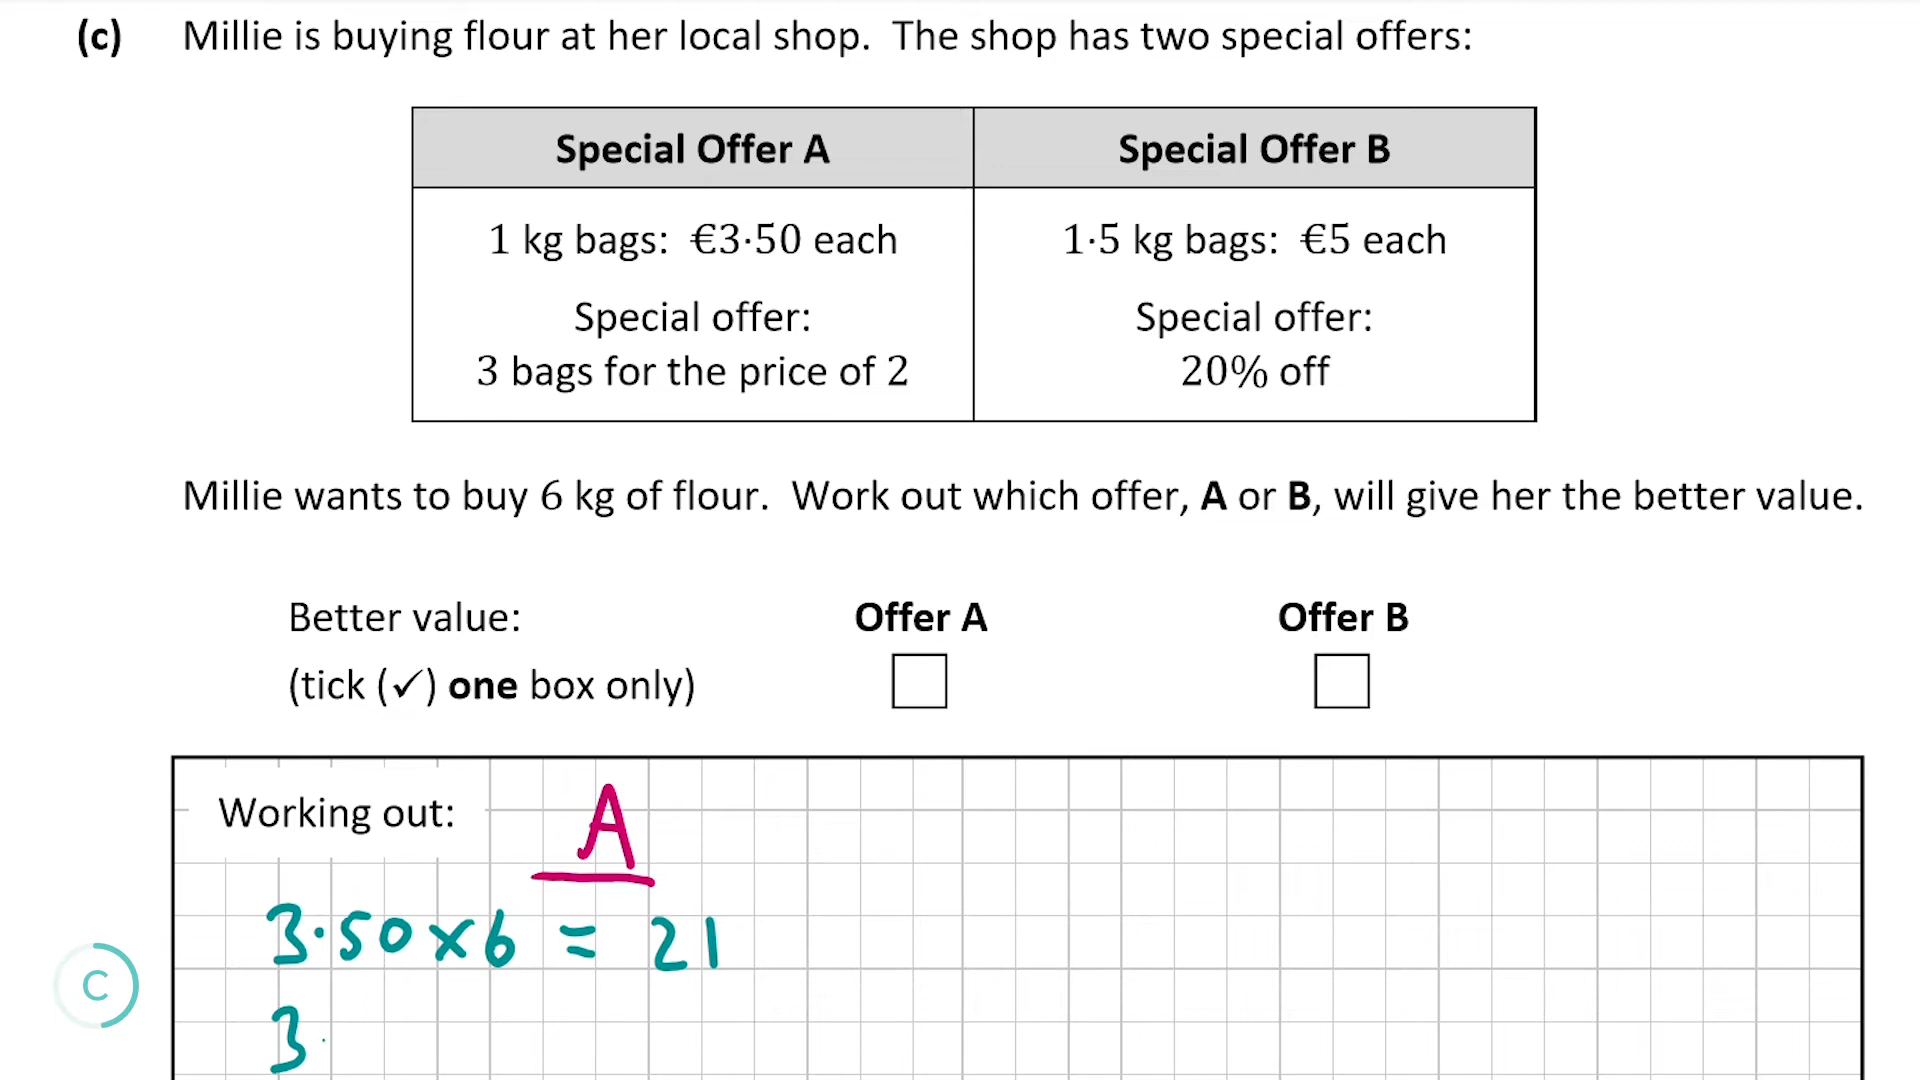 (c) Millie is buying flour at her local shop. The shop has two special offers:
Special Offer A Special Offer B
1 kg bags: €3·50 each 1·5 kg bags: €5 each
Special offer: Special offer:
3 bags for the price of 2 20% off
Millie wants to buy 6 kg of flour. Work out which offer, A or B, will give her the better value.
Better value: Offer A Offer B
(tick (✓) one box only)
Working out: A
3·50 × 6 = 21
C
3·